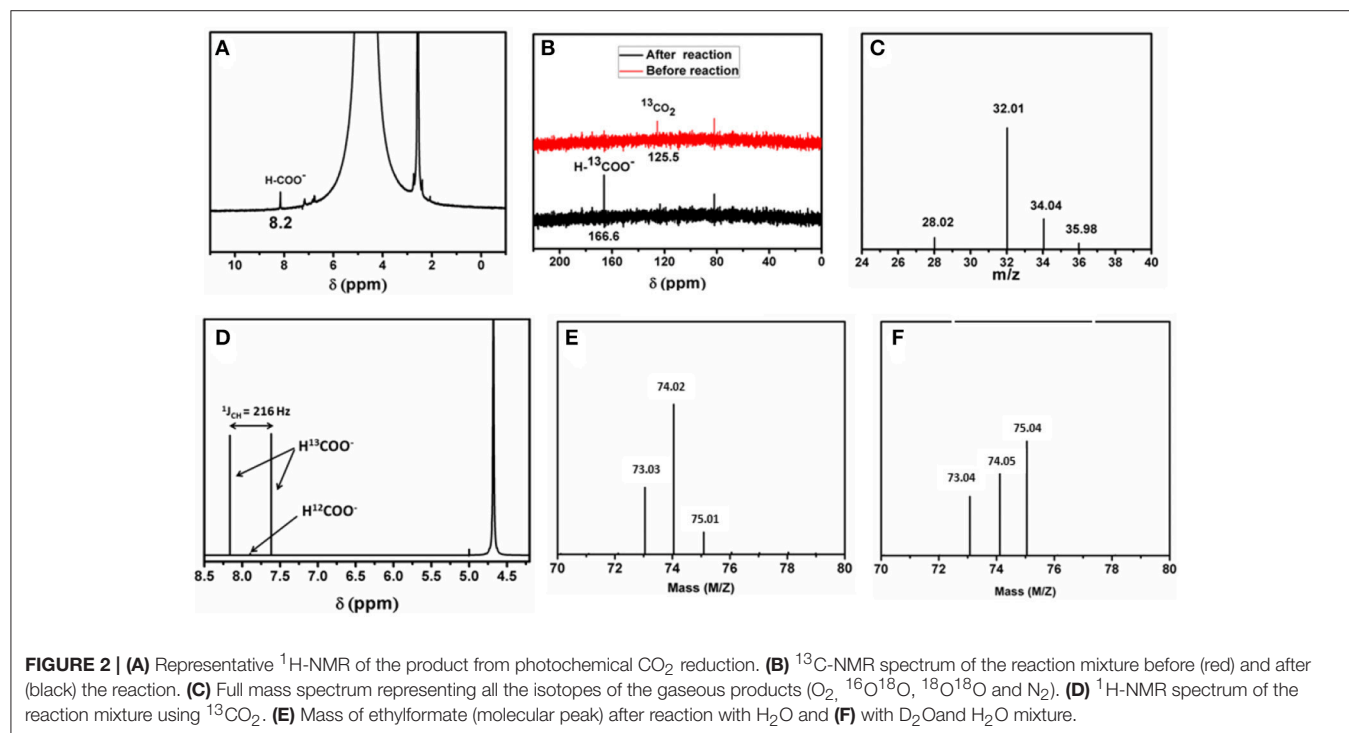 A
H-COO⁻
8.2
10 8 6 4 2 0
δ (ppm)
B
After reaction
Before reaction
¹³CO₂
125.5
H-¹³COO⁻
166.6
200 160 120 80 40 0
δ (ppm)
C
32.01
28.02
34.04
35.98
24 26 28 30 32 34 36 38 40
m/z
D
¹J_CH = 216 Hz
H¹³COO⁻
H¹²COO⁻
8.5 8.0 7.5 7.0 6.5 6.0 5.5 5.0 4.5
δ (ppm)
E
74.02
73.03
75.01
70 72 74 76 78 80
Mass (M/Z)
F
75.04
74.05
73.04
70 72 74 76 78 80
Mass (M/Z)
FIGURE 2 | (A) Representative ¹H-NMR of the product from photochemical CO₂ reduction. (B) ¹³C-NMR spectrum of the reaction mixture before (red) and after
(black) the reaction. (C) Full mass spectrum representing all the isotopes of the gaseous products (O₂, ¹⁶O¹⁸O, ¹⁸O¹⁸O and N₂). (D) ¹H-NMR spectrum of the
reaction mixture using ¹³CO₂. (E) Mass of ethylformate (molecular peak) after reaction with H₂O and (F) with D₂Oand H₂O mixture.